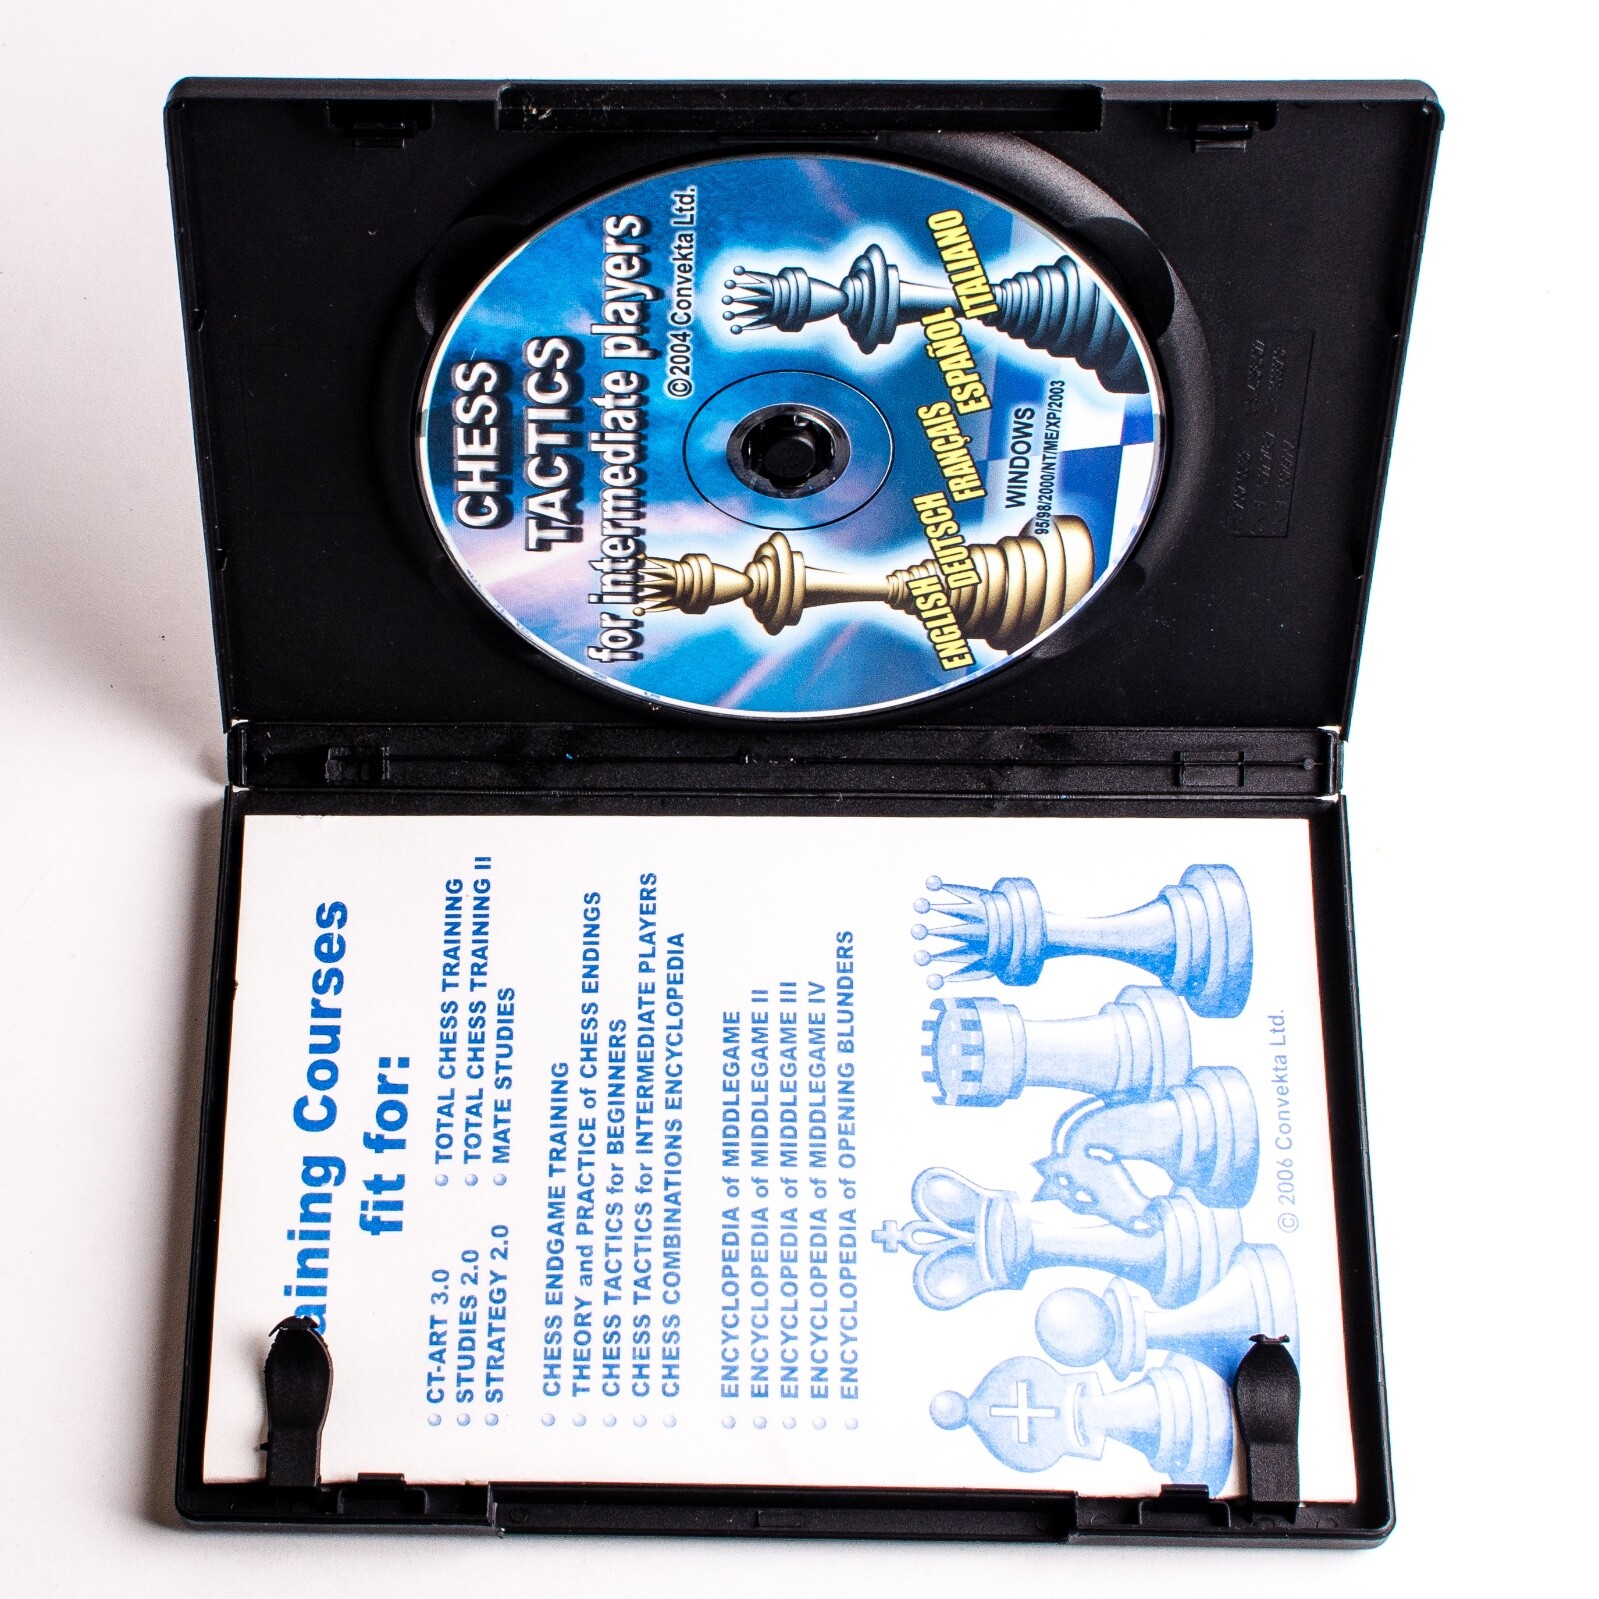 CHESS
TACTICS
for intermediate players
©2004 Convekta Ltd.
ENGLISH
DEUTSCH
FRANÇAIS
ESPAÑOL
ITALIANO
WINDOWS
95/98/2000/NT/ME/XP/2003
aining Courses
fit for:
CT-ART 3.0
STUDIES 2.0
STRATEGY 2.0
TOTAL CHESS TRAINING
TOTAL CHESS TRAINING II
MATE STUDIES
CHESS ENDGAME TRAINING
THEORY and PRACTICE of CHESS ENDINGS
CHESS TACTICS for BEGINNERS
CHESS TACTICS for INTERMEDIATE PLAYERS
CHESS COMBINATIONS ENCYCLOPEDIA
ENCYCLOPEDIA of MIDDLEGAME
ENCYCLOPEDIA of MIDDLEGAME II
ENCYCLOPEDIA of MIDDLEGAME III
ENCYCLOPEDIA of MIDDLEGAME IV
ENCYCLOPEDIA of OPENING BLUNDERS
© 2006 Convekta Ltd.